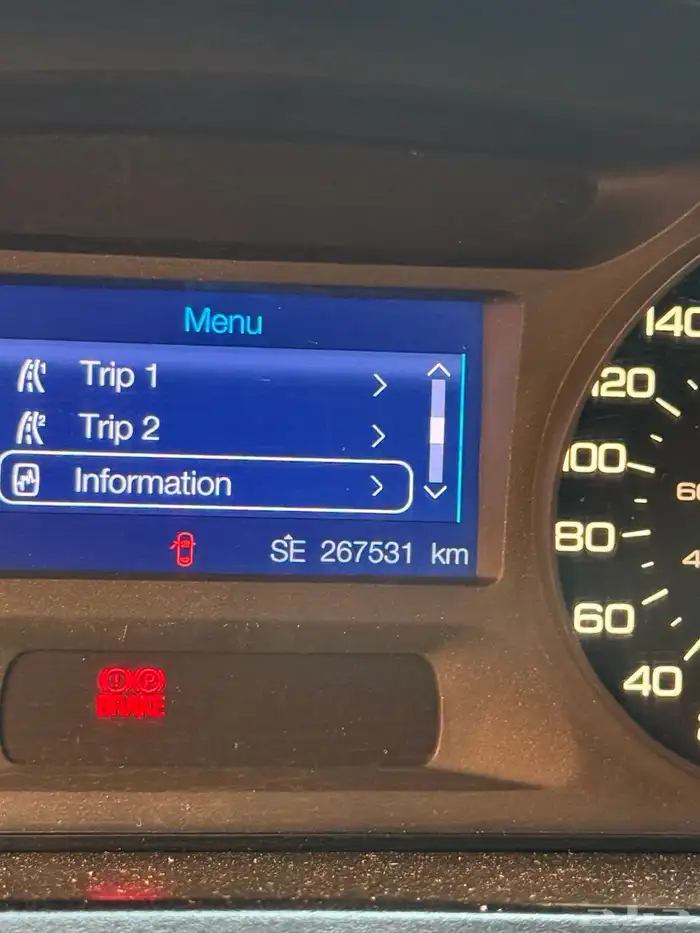 Menu
Trip 1
Trip 2
Information
SE 267531 km
BRAKE
140
120
100
80
60
40